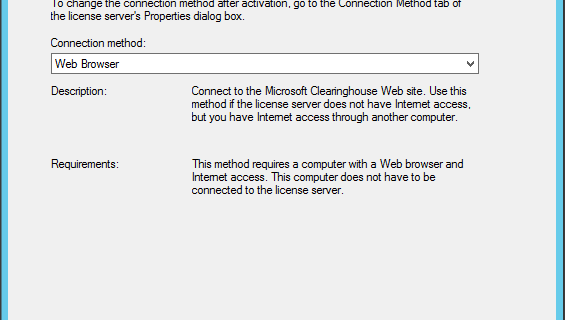 To change the connection method after activation, go to the Connection Method tab of
the license server's Properties dialog box.
Connection method:
Web Browser
Description:
Connect to the Microsoft Clearinghouse Web site. Use this
method if the license server does not have Internet access,
but you have Internet access through another computer.
Requirements:
This method requires a computer with a Web browser and
Internet access. This computer does not have to be
connected to the license server.